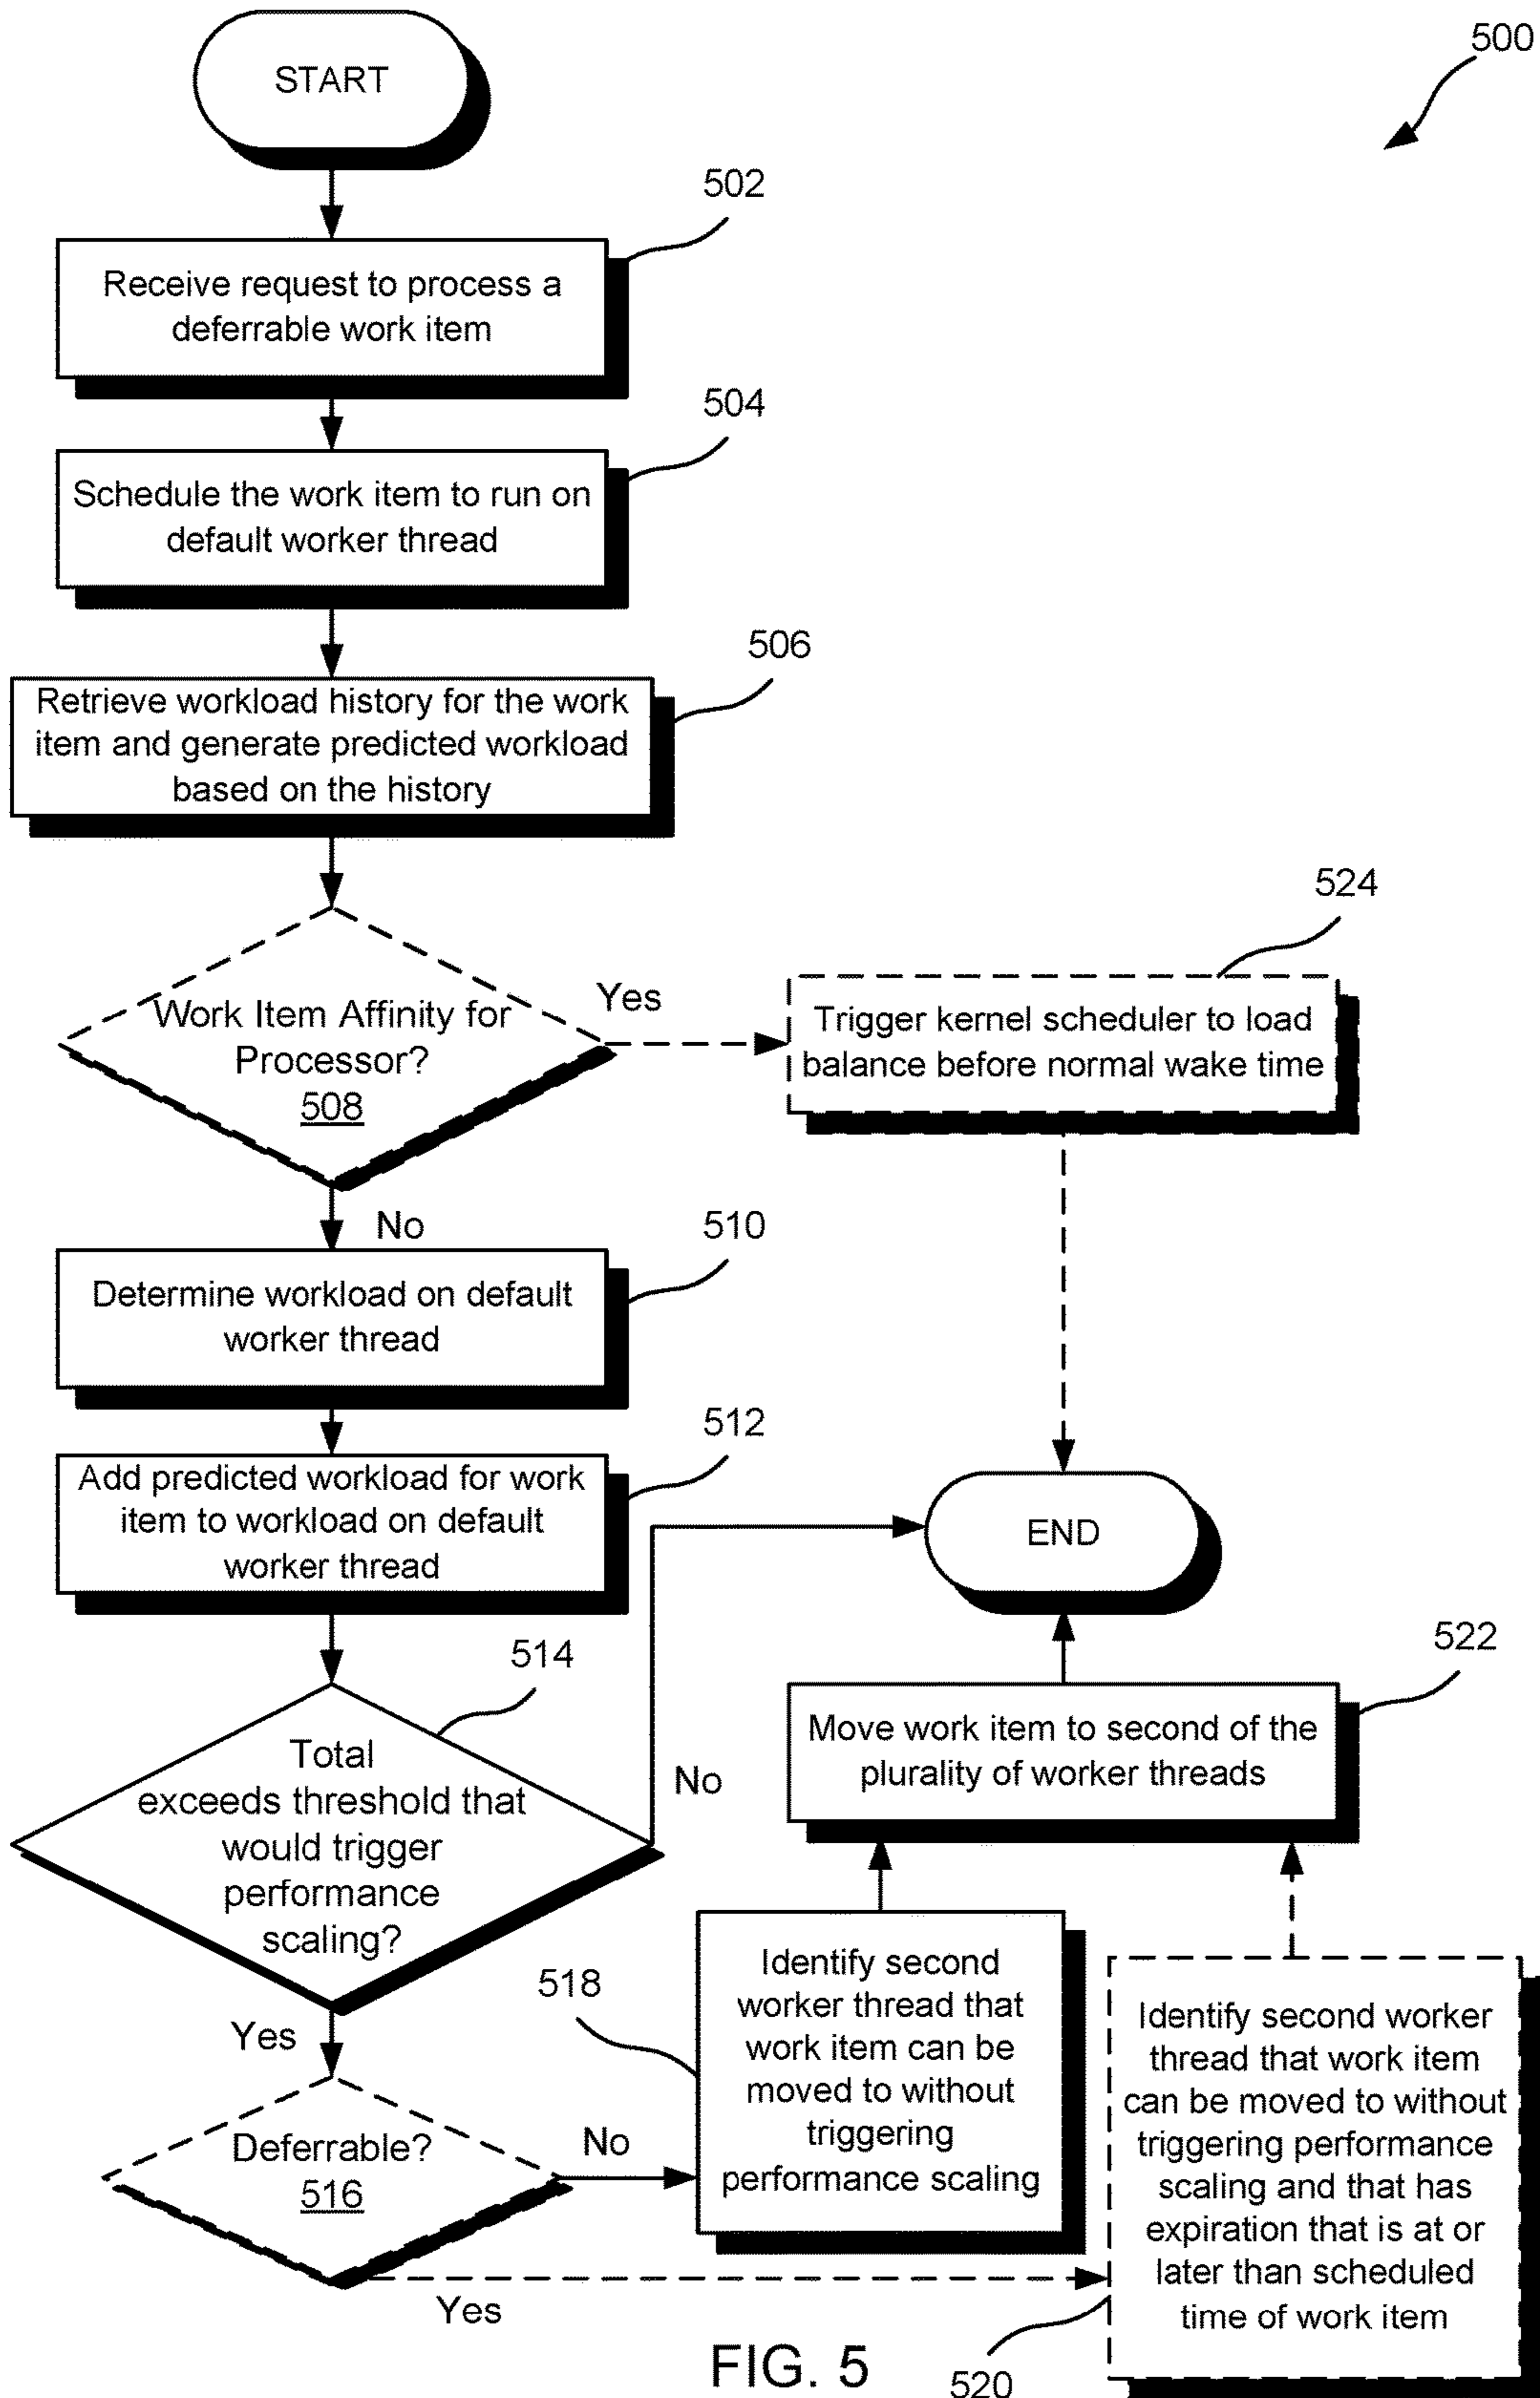 START
500
502
Receive request to process a
deferrable work item
504
Schedule the work item to run on
default worker thread
506
Retrieve workload history for the work
item and generate predicted workload
based on the history
524
Work Item Affinity for
Processor?
508
Yes
Trigger kernel scheduler to load
balance before normal wake time
No
510
Determine workload on default
worker thread
512
Add predicted workload for work
item to workload on default
worker thread
END
514
Total
exceeds threshold that
would trigger
performance
scaling?
No
522
Move work item to second of the
plurality of worker threads
Yes
Deferrable?
516
No
518
Identify second
worker thread that
work item can be
moved to without
triggering
performance scaling
Identify second worker
thread that work item
can be moved to without
triggering performance
scaling and that has
expiration that is at or
later than scheduled
time of work item
Yes
520
FIG. 5